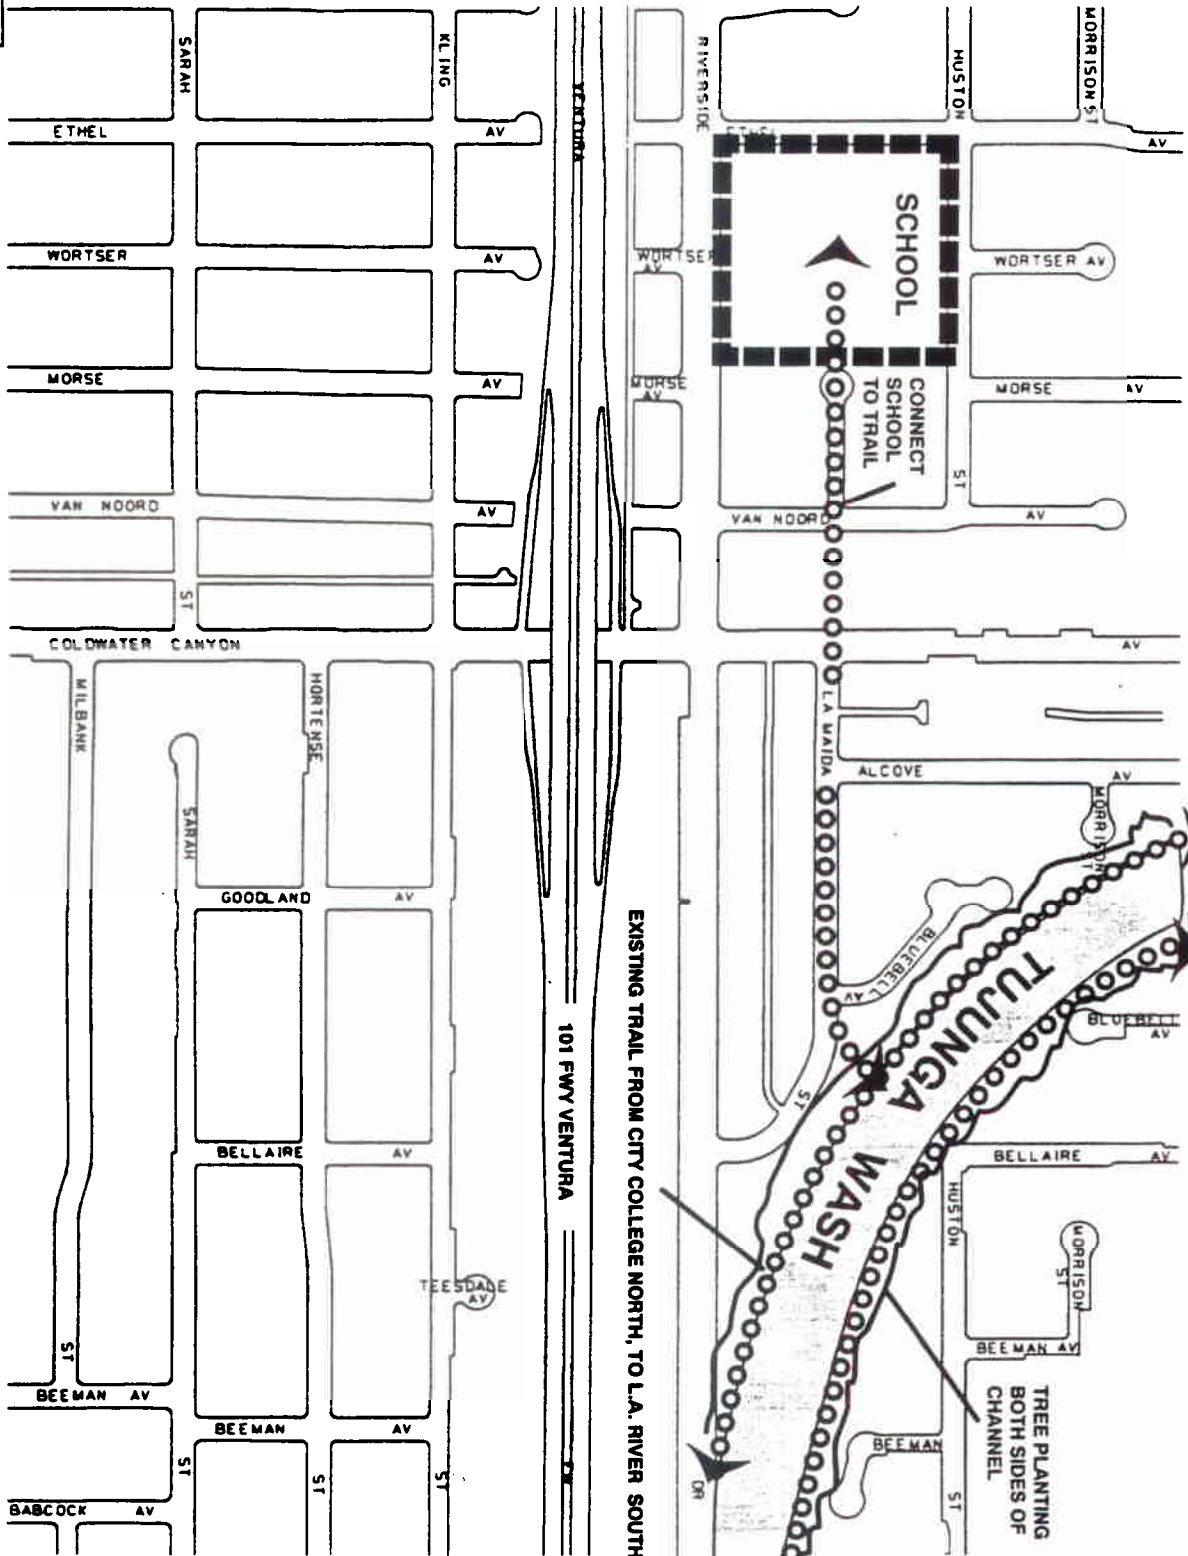 SARAH
KLING
VENTURA
RIVERSIDE
HUSTON
MORRISON ST
ETHEL
AV
ETHEL
AV
SCHOOL
WORTSER
AV
WORTSER
AV
WORTSER AV
MORSE
AV
MORSE
AV
MORSE
AV
CONNECT
SCHOOL
TO TRAIL
ST
VAN NOORD
AV
VAN NOORD
AV
ST
COLDWATER CANYON
AV
MILBANK
HORTENSE
LA MAIDA
ALCOVE
AV
MORRISON
ST
SARAH
GOODLAND
AV
BLUEBELL
AV
TUJUNGA
WASH
BLUEBELL
AV
EXISTING TRAIL FROM CITY COLLEGE NORTH, TO L.A. RIVER SOUTH
101 FWY VENTURA
ST
BELLAIRE
AV
BELLAIRE
AV
HUSTON
MORRISON
ST
TEESDALE
AV
BEEMAN AV
ST
BEEMAN AV
BEEMAN
AV
BEEMAN
TREE PLANTING
BOTH SIDES OF
CHANNEL
ST
ST
ST
FW
DR
ST
BABCOCK AV